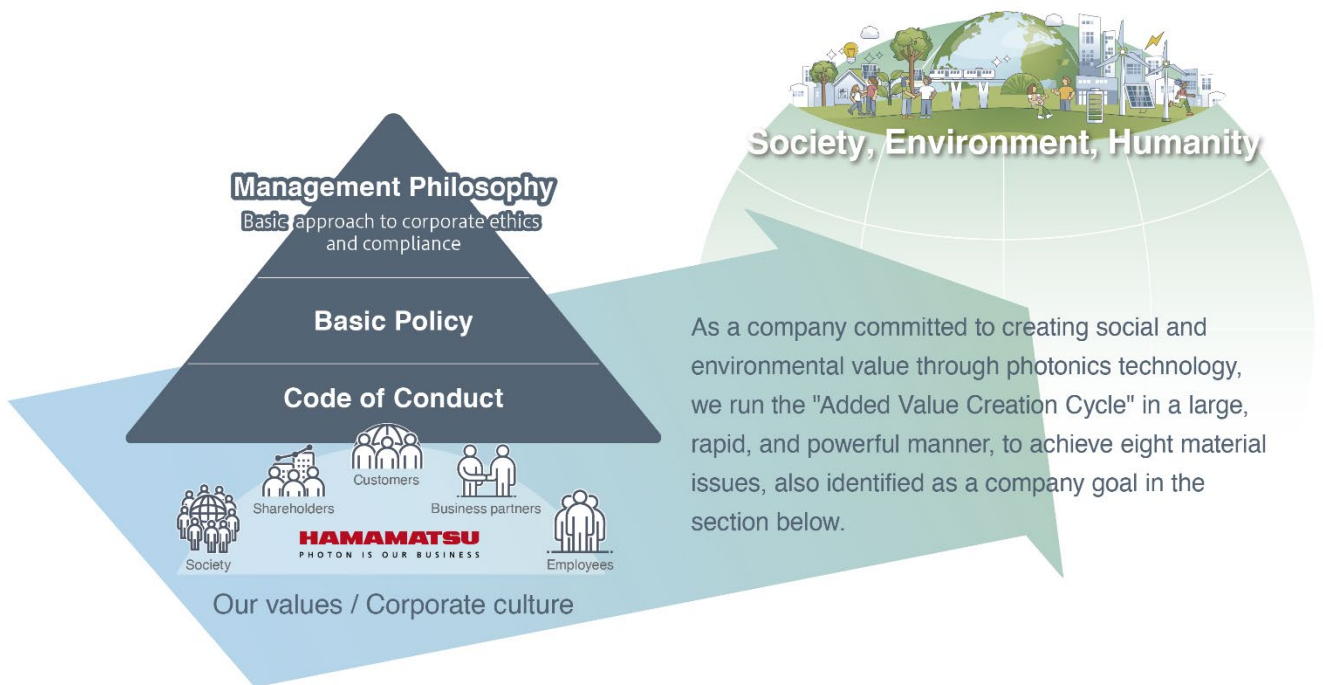 Society, Environment, Humanity
Management Philosophy
Basic approach to corporate ethics
and compliance
Basic Policy
Code of Conduct
Customers
Shareholders
Business partners
Society
HAMAMATSU
PHOTON IS OUR BUSINESS
Employees
Our values / Corporate culture
As a company committed to creating social and
environmental value through photonics technology,
we run the "Added Value Creation Cycle" in a large,
rapid, and powerful manner, to achieve eight material
issues, also identified as a company goal in the
section below.